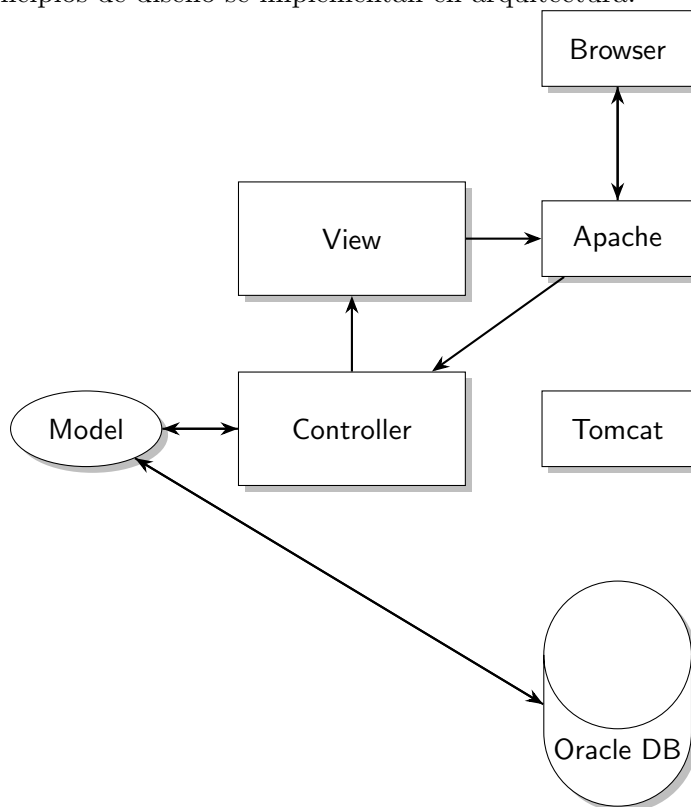 de diseño se implementan en arquitectura.
Browser
View
Apache
Model
Controller
Tomcat
Oracle DB